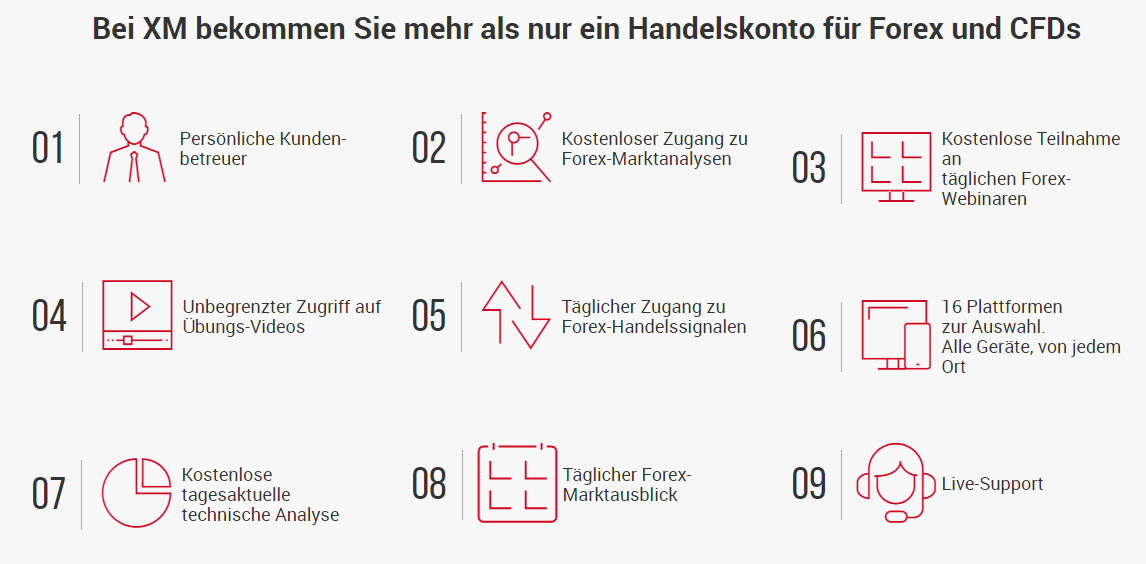 Bei XM bekommen Sie mehr als nur ein Handelskonto für Forex und CFDs
01
Persönliche Kunden-
betreuer
02
Kostenloser Zugang zu
Forex-Marktanalysen
03
Kostenlose Teilnahme
an
täglichen Forex-
Webinaren
04
Unbegrenzter Zugriff auf
Übungs-Videos
05
Täglicher Zugang zu
Forex-Handelssignalen
06
16 Plattformen
zur Auswahl.
Alle Geräte, von jedem
Ort
07
Kostenlose
tagesaktuelle
technische Analyse
08
Täglicher Forex-
Marktausblick
09
Live-Support